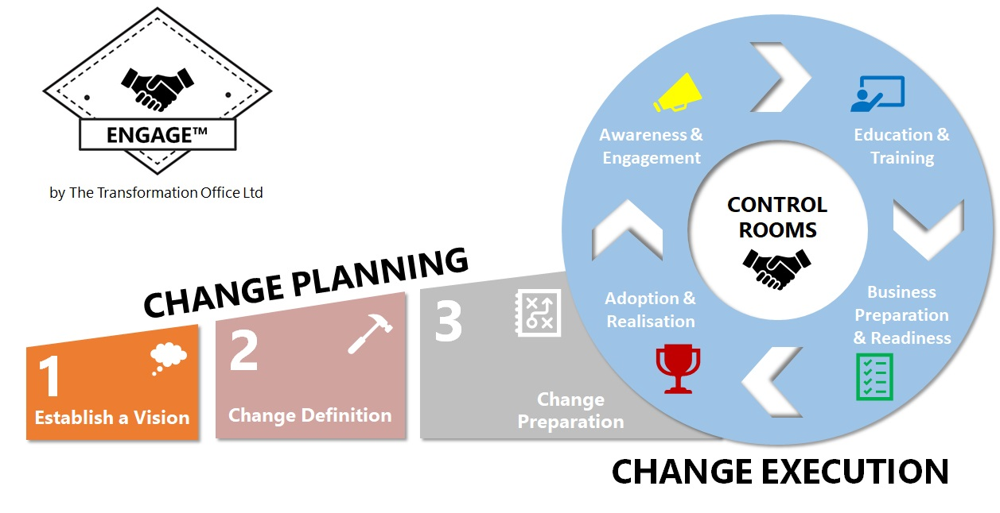 ENGAGE™
by The Transformation Office Ltd
CHANGE PLANNING
1
Establish a Vision
2
Change Definition
3
Change
Preparation
Awareness &
Engagement
Education &
Training
CONTROL
ROOMS
Adoption &
Realisation
Business
Preparation
& Readiness
CHANGE EXECUTION